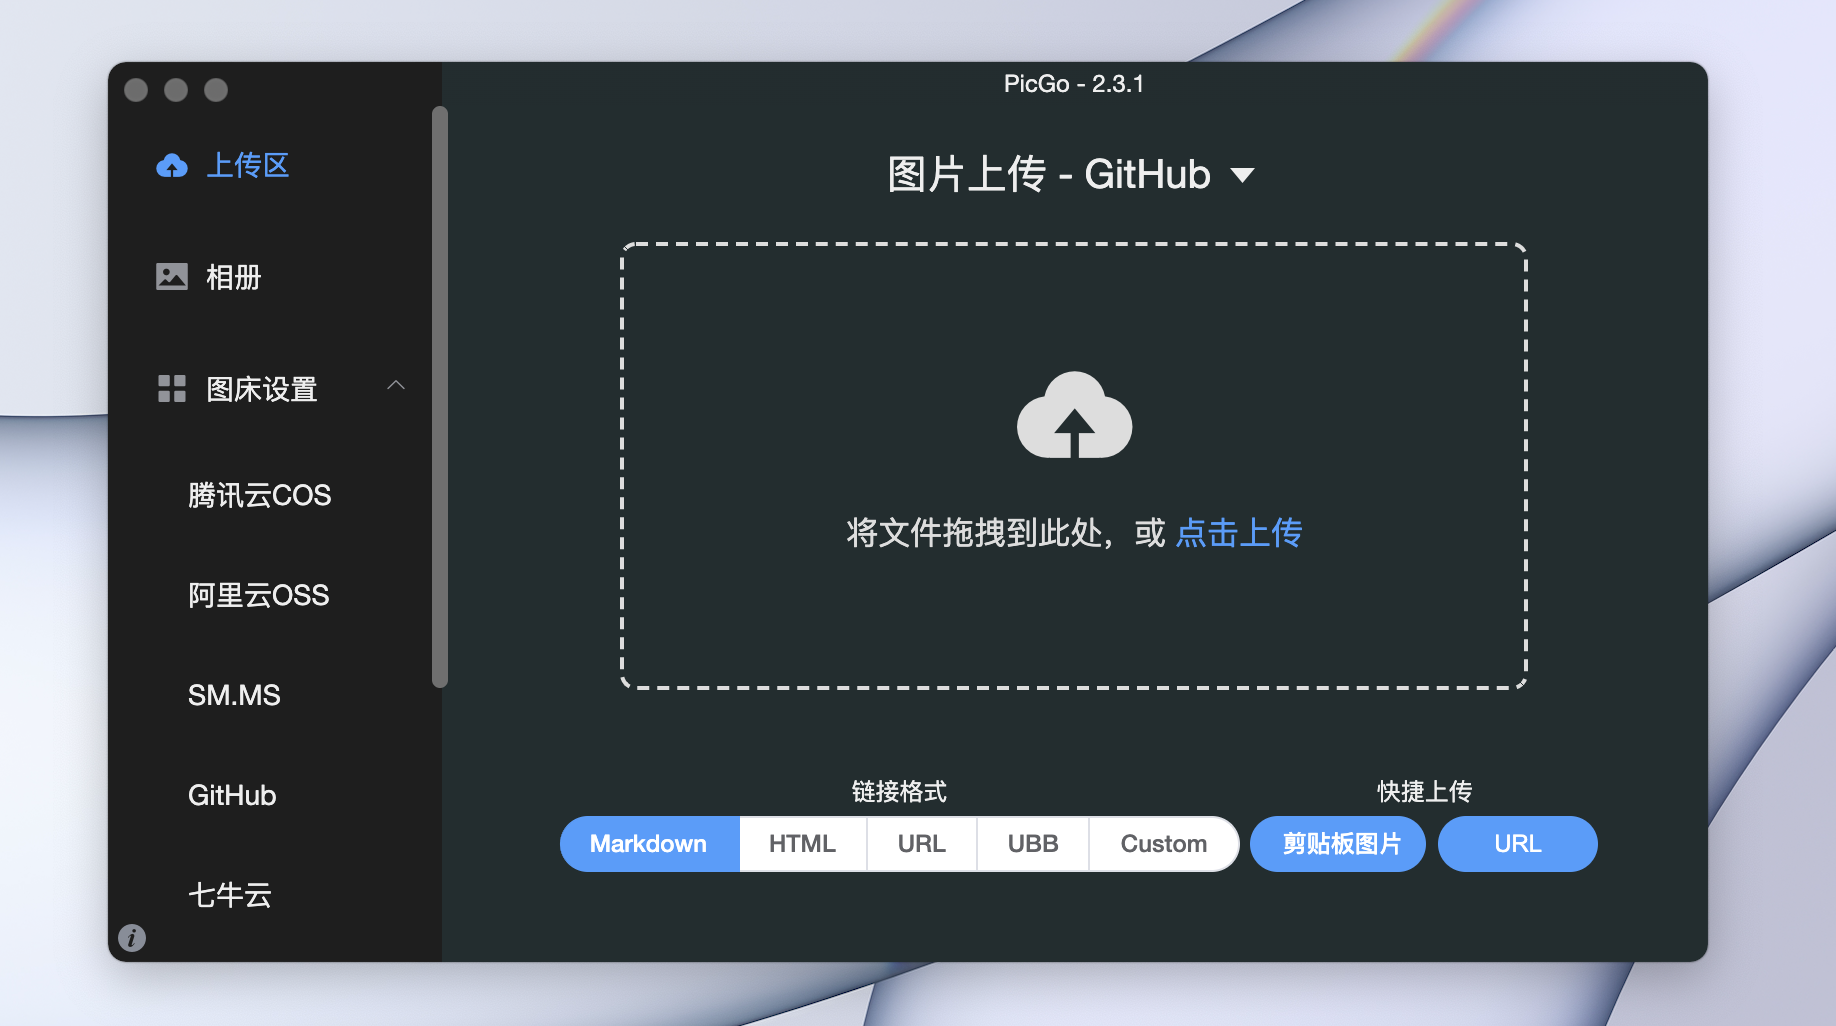 PicGo - 2.3.1
上传区
相册
图床设置
腾讯云COS
阿里云OSS
SM.MS
GitHub
七牛云
图片上传 - GitHub
将文件拖拽到此处，或 点击上传
链接格式
Markdown HTML URL UBB Custom
快捷上传
剪贴板图片 URL